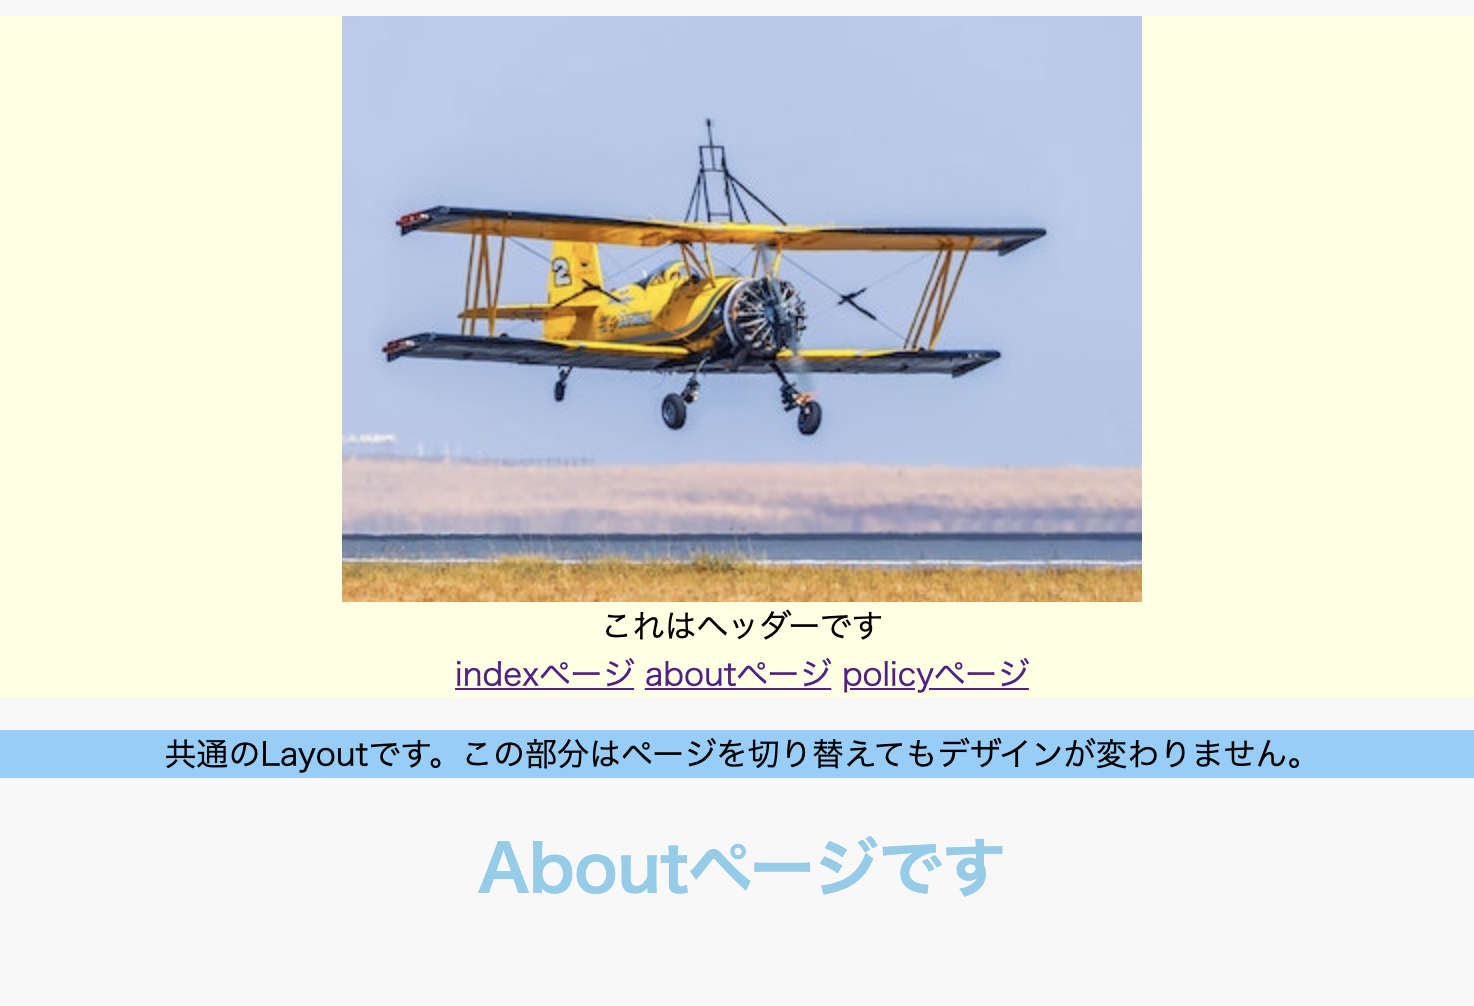 2
これはヘッダーです
indexページ aboutページ policyページ
共通のLayoutです。この部分はページを切り替えてもデザインが変わりません。
Aboutページです